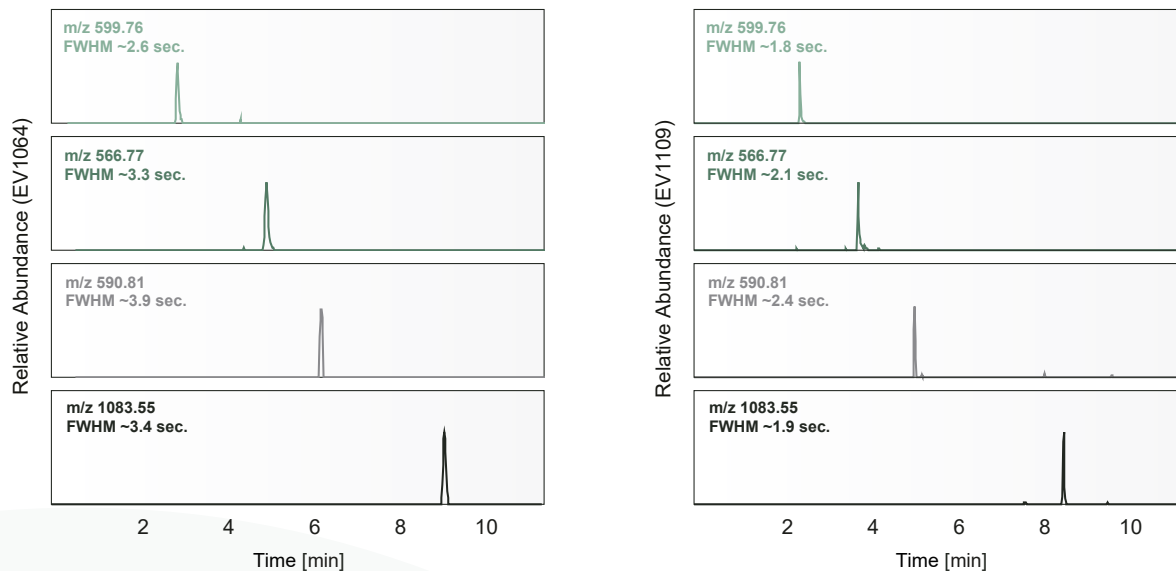 Relative Abundance (EV1064)
m/z 599.76
FWHM ~2.6 sec.
m/z 566.77
FWHM ~3.3 sec.
m/z 590.81
FWHM ~3.9 sec.
m/z 1083.55
FWHM ~3.4 sec.
2 4 6 8 10
Time [min]
Relative Abundance (EV1109)
m/z 599.76
FWHM ~1.8 sec.
m/z 566.77
FWHM ~2.1 sec.
m/z 590.81
FWHM ~2.4 sec.
m/z 1083.55
FWHM ~1.9 sec.
2 4 6 8 10
Time [min]